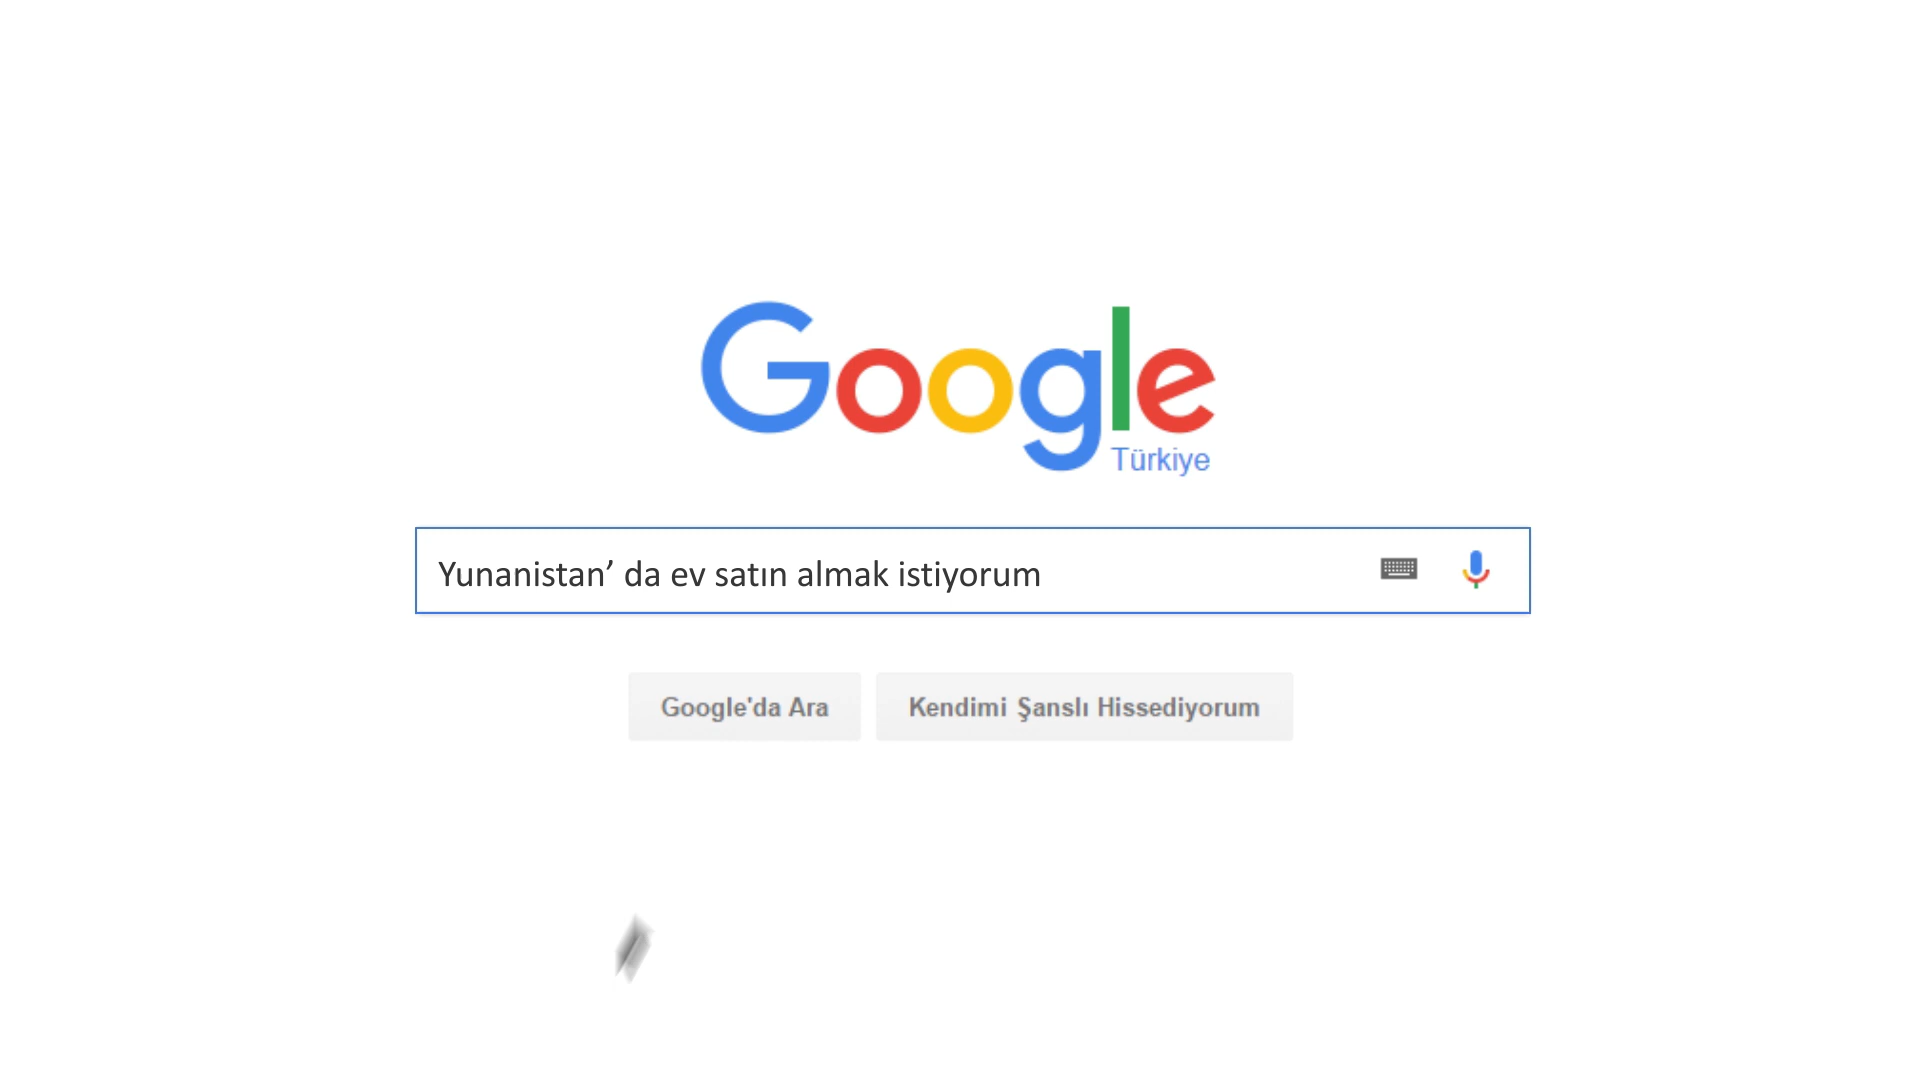 Google
Türkiye
Yunanistan’ da ev satın almak istiyorum
Google'da Ara
Kendimi Şanslı Hissediyorum